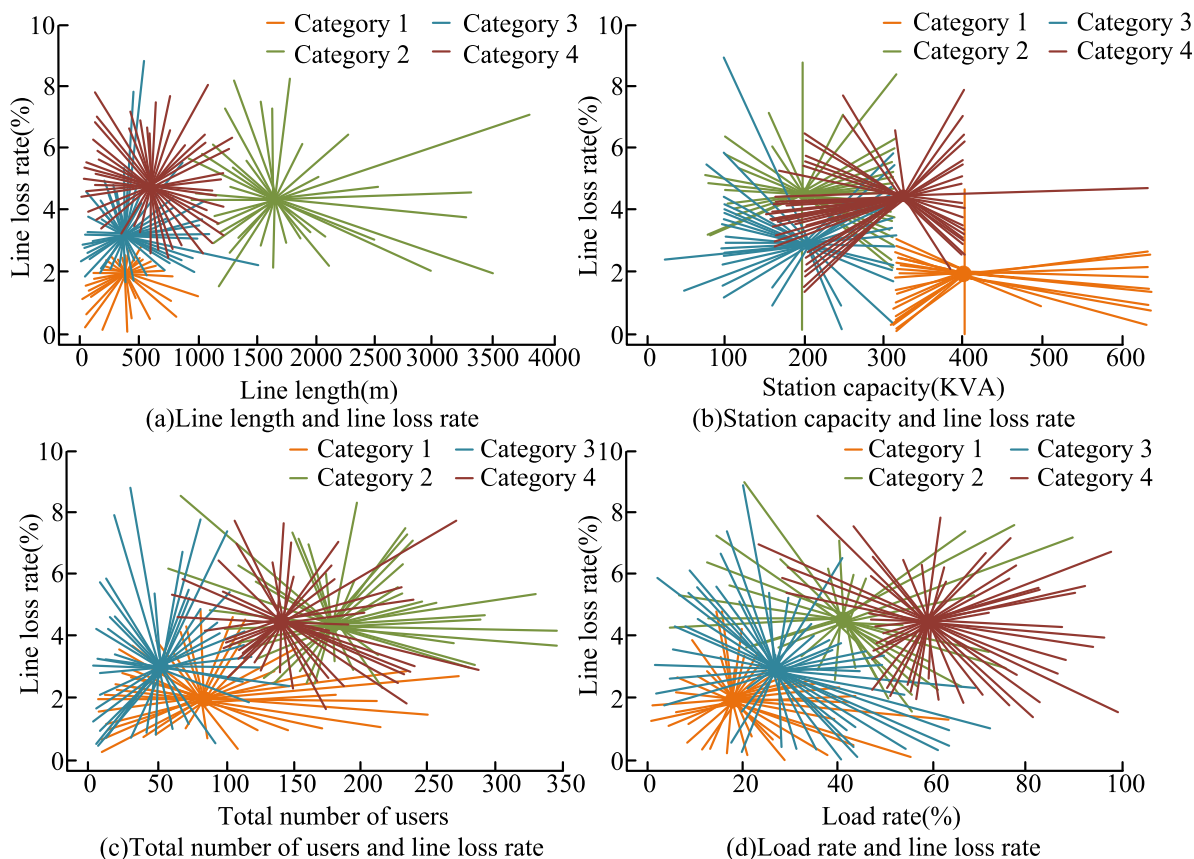 Category 1
Category 3
Category 2
Category 4
10
8
6
4
2
0
Line loss rate(%)
0 500 1000 1500 2000 2500 3000 3500 4000
Line length(m)
(a)Line length and line loss rate
Category 1
Category 3
Category 2
Category 4
10
8
6
4
2
0
Line loss rate(%)
0 100 200 300 400 500 600
Station capacity(KVA)
(b)Station capacity and line loss rate
Category 1
Category 3
Category 2
Category 4
10
8
6
4
2
0
Line loss rate(%)
0 50 100 150 200 250 300 350
Total number of users
(c)Total number of users and line loss rate
Category 1
Category 3
Category 2
Category 4
10
8
6
4
2
0
Line loss rate(%)
0 20 40 60 80 100
Load rate(%)
(d)Load rate and line loss rate